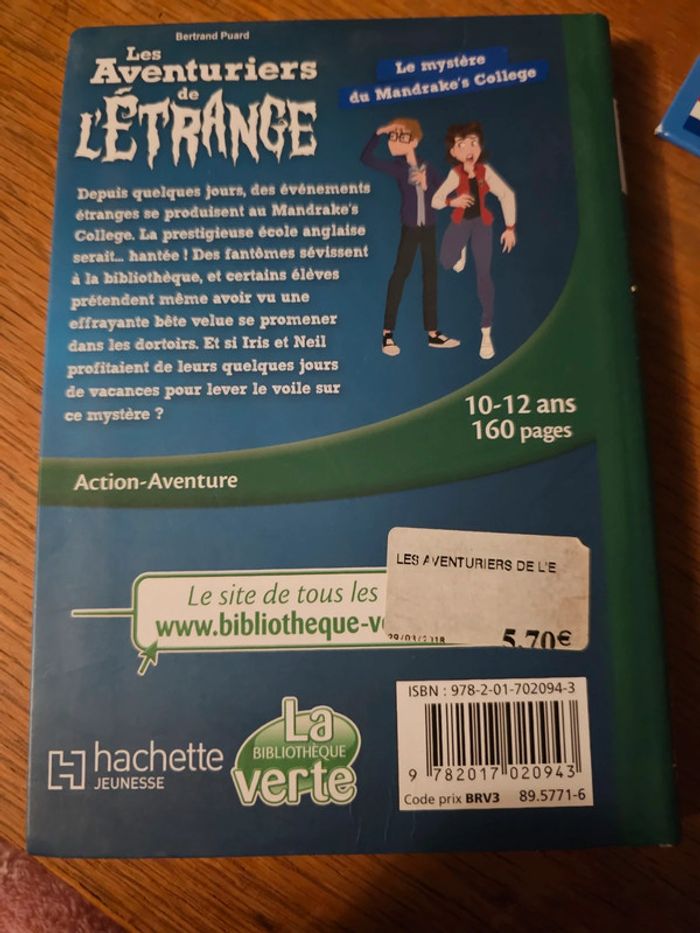 Bertrand Puard
Les
Aventuriers
de
L'ÉTRANGE
Le mystère
du Mandrake's College
Depuis quelques jours, des événements
étranges se produisent au Mandrake's
College. La prestigieuse école anglaise
serait... hantée ! Des fantômes sévissent
à la bibliothèque, et certains élèves
prétendent même avoir vu une
effrayante bête velue se promener
dans les dortoirs. Et si Iris et Neil
profitaient de leurs quelques jours
de vacances pour lever le voile sur
ce mystère ?
10-12 ans
160 pages
Action-Aventure
LES AVENTURIERS DE L'E
Le site de tous les
www.bibliotheque-v
29/03/2018
5,70€
ISBN : 978-2-01-702094-3
hachette
JEUNESSE
La
BIBLIOTHÈQUE
verte
9 782017 020943
Code prix BRV3 89.5771-6